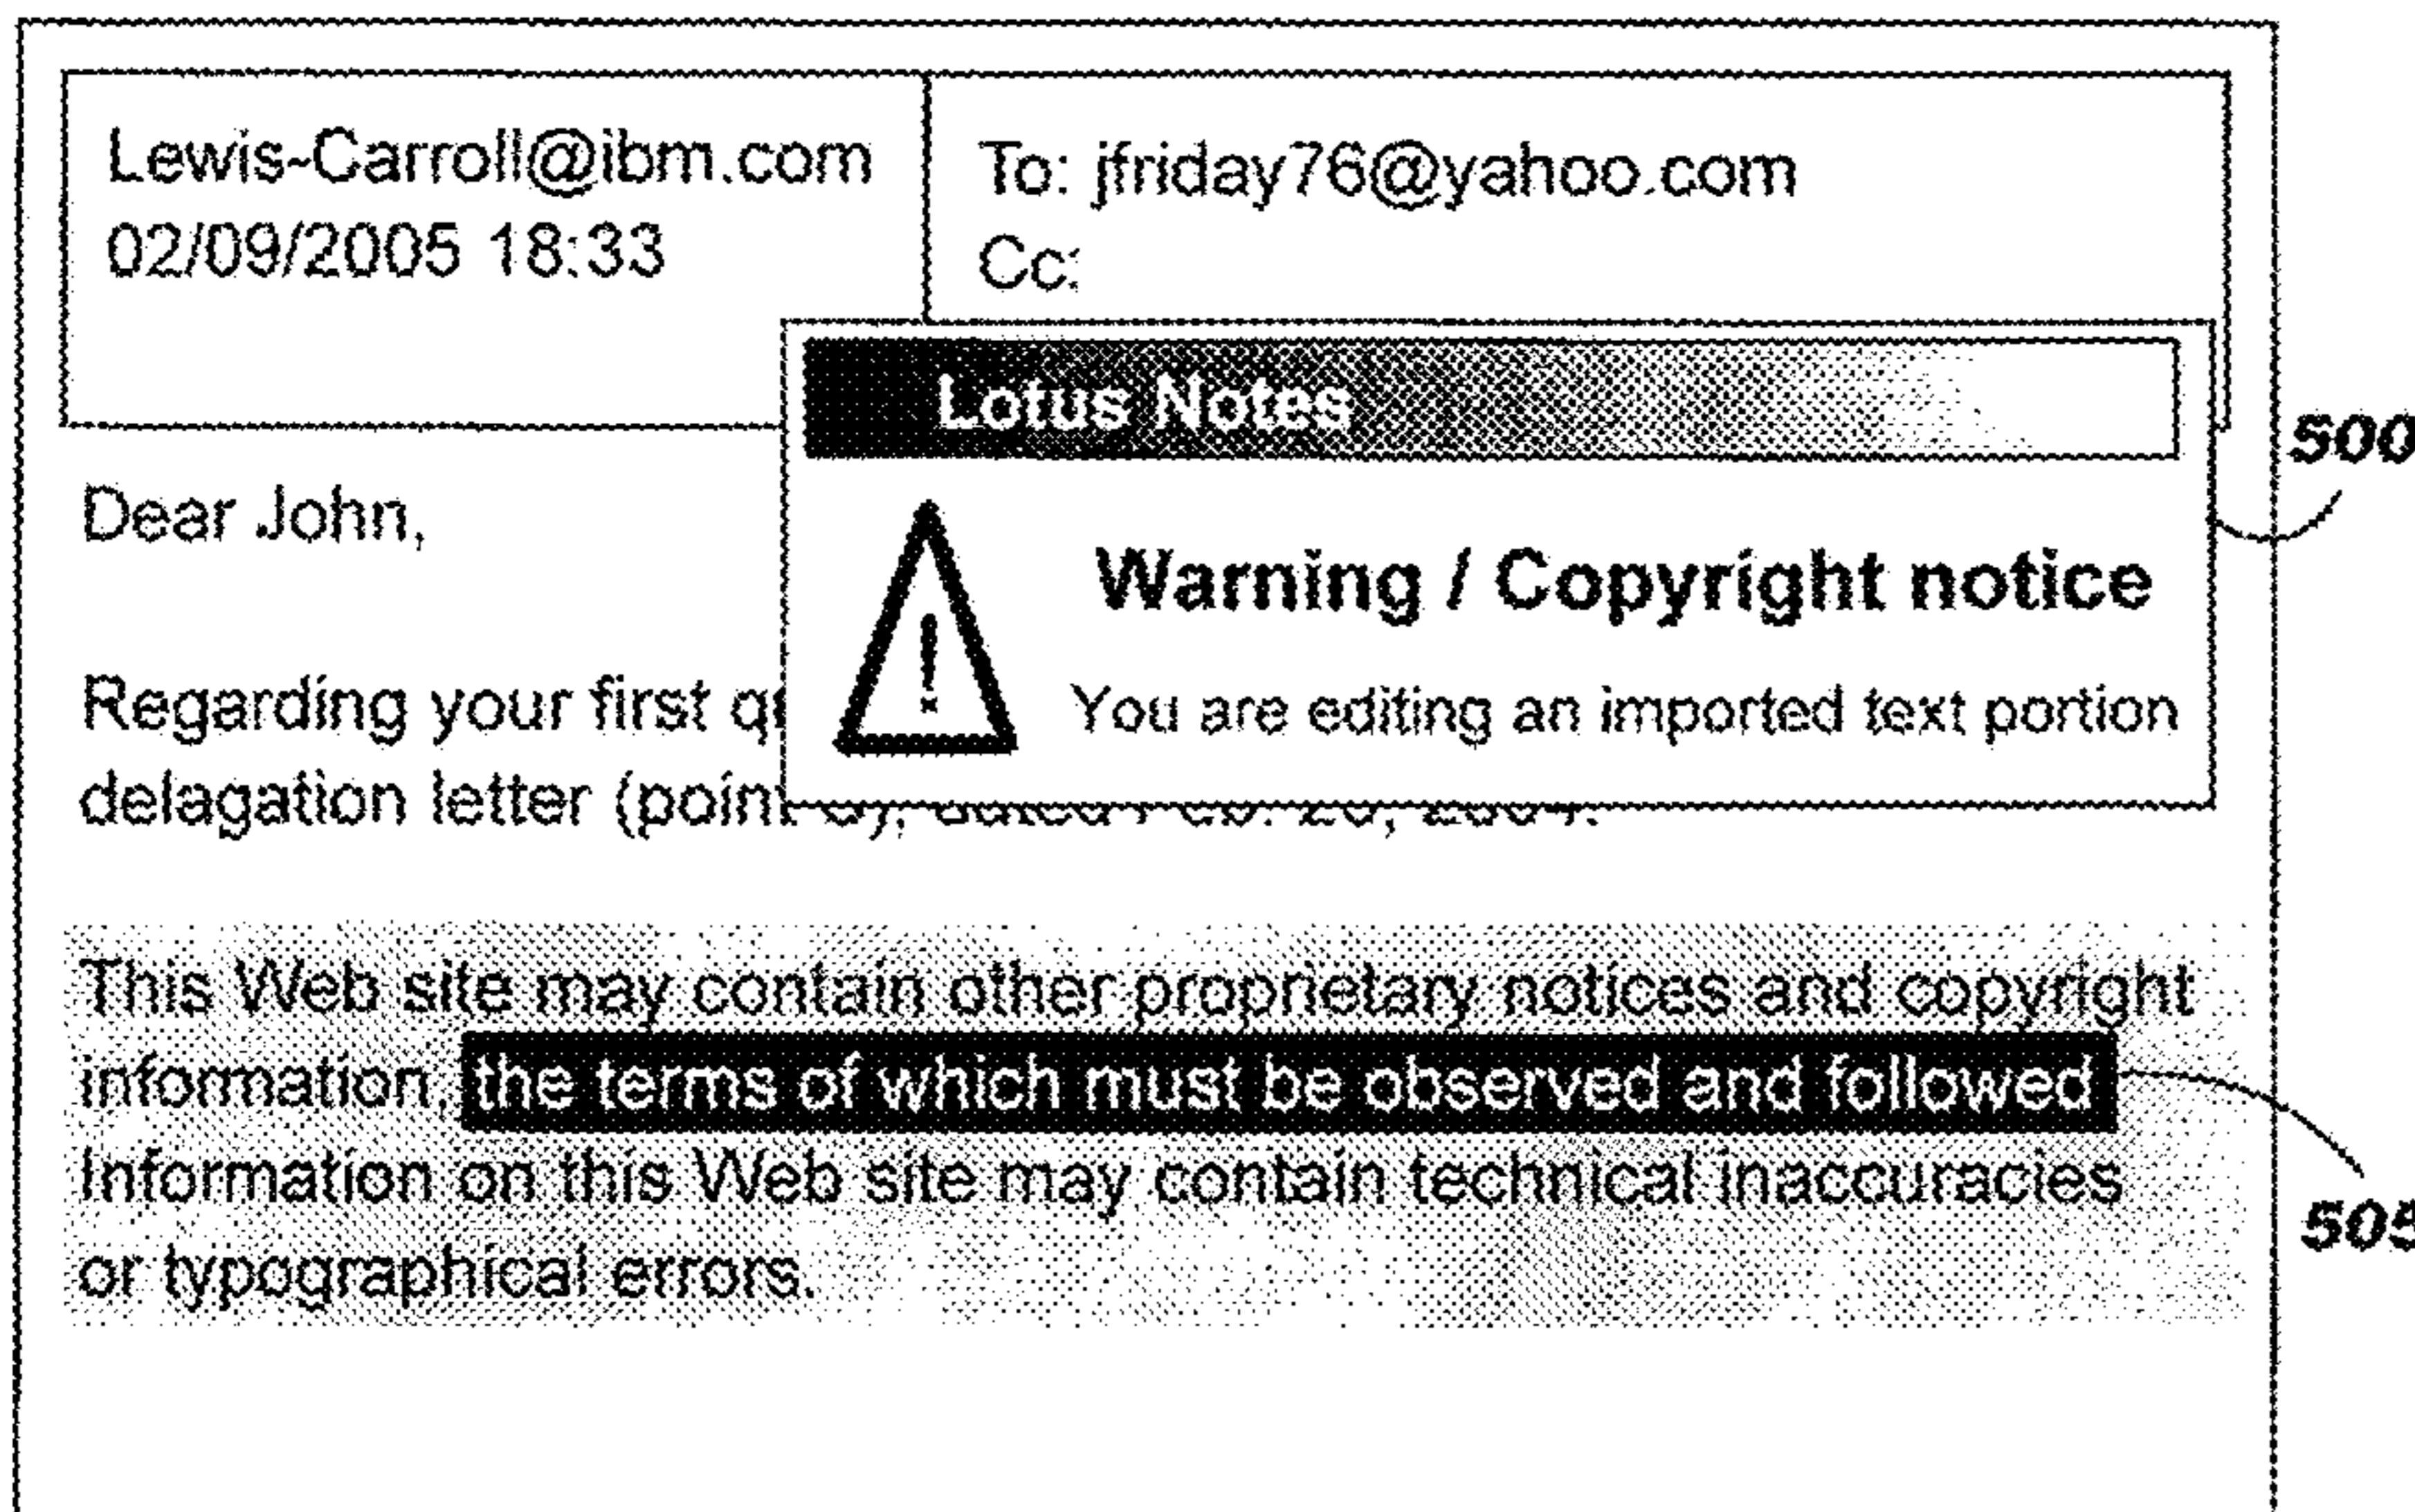 Lewis-Carroll@ibm.com
02/09/2005 18:33
To: jfriday76@yahoo.com
Cc:
Lotus Notes
500
Warning / Copyright notice
You are editing an imported text portion
Dear John,
Regarding your first
delagation letter
This Web site may contain other proprietary notices and copyright
information, the terms of which must be observed and followed
Information on this Web site may contain technical inaccuracies
or typographical errors.
505